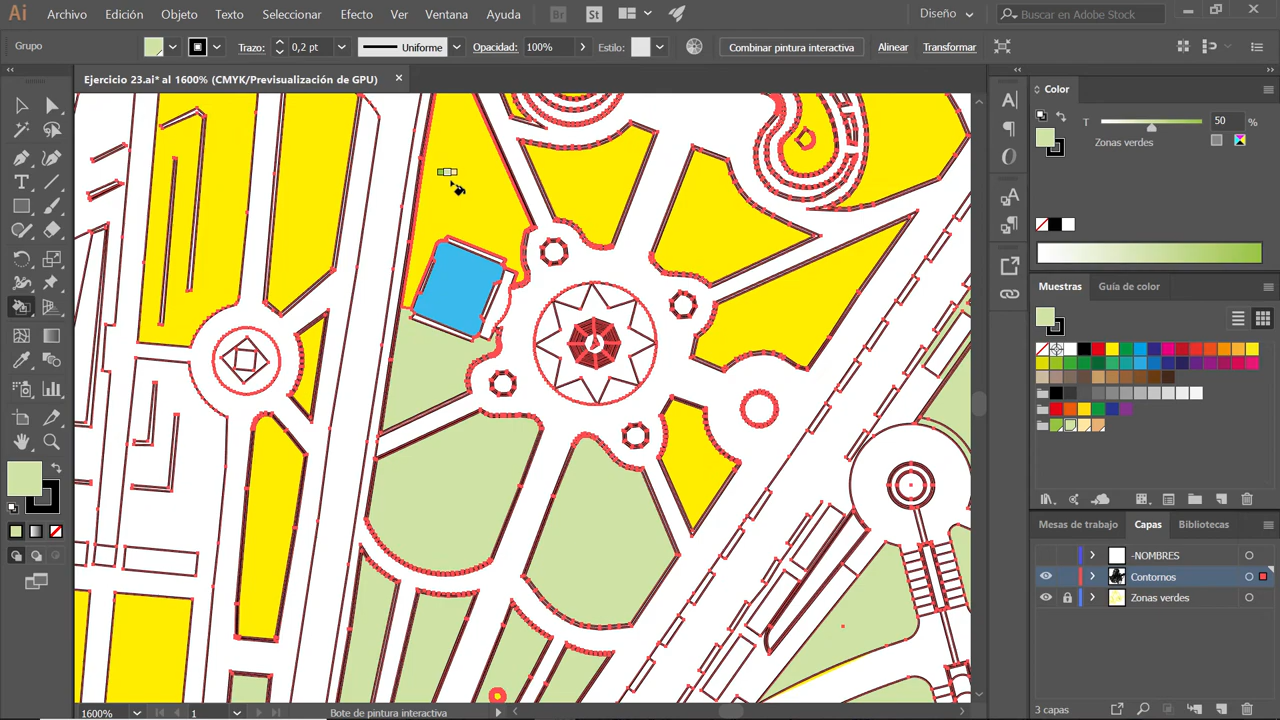 Ai Archivo Edición Objeto Texto Seleccionar Efecto Ver Ventana Ayuda Br St Diseño Buscar en Adobe Stock
Grupo Trazo: 0,2 pt Uniforme Opacidad: 100% Estilo: Combinar pintura interactiva Alinear Transformar
Ejercicio 23.ai* al 1600% (CMYK/Previsualización de GPU)
Color
T 50 %
Zonas verdes
Muestras Guía de color
Mesas de trabajo Capas Bibliotecas
-NOMBRES
Contornos
Zonas verdes
1600% 1 Bote de pintura interactiva 3 capas